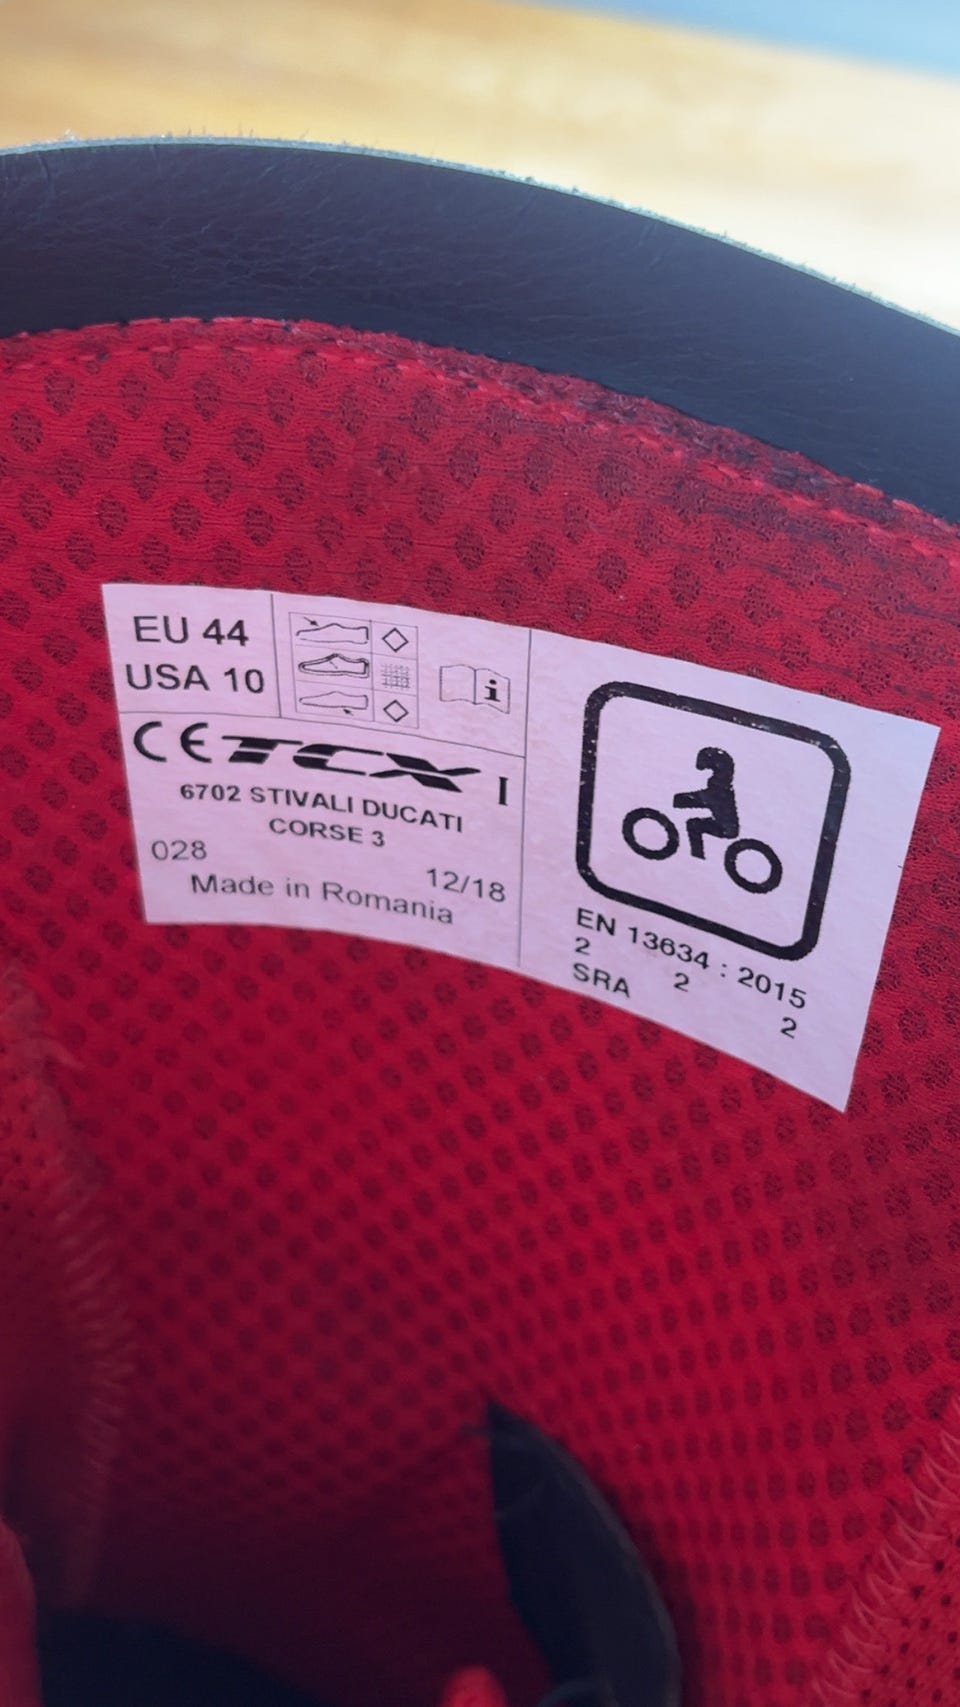 EU 44
USA 10
i
CE TCX I
6702 STIVALI DUCATI
CORSE 3
028
12/18
Made in Romania
EN 13634 : 2015
2 2 2
SRA